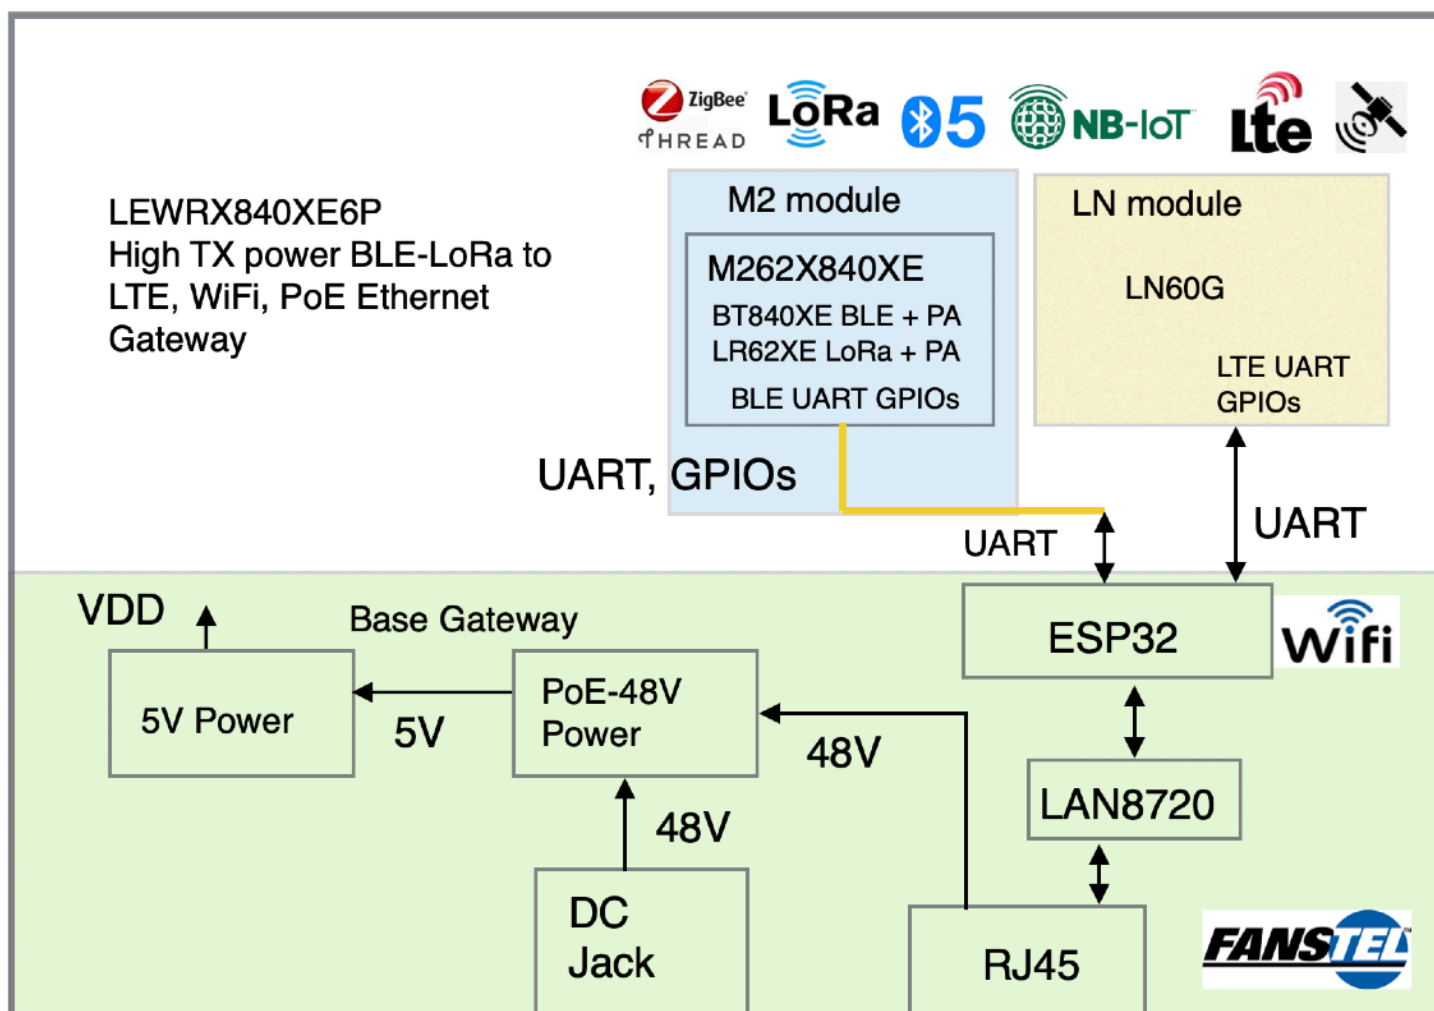 ZigBee
THREAD
LoRa
5
NB-IoT
Lte
LEWRX840XE6P
High TX power BLE-LoRa to
LTE, WiFi, PoE Ethernet
Gateway
M2 module
M262X840XE
BT840XE BLE + PA
LR62XE LoRa + PA
BLE UART GPIOs
LN module
LN60G
LTE UART
GPIOs
UART, GPIOs
UART
UART
VDD
Base Gateway
ESP32
Wifi
5V Power
5V
PoE-48V
Power
48V
LAN8720
48V
DC
Jack
RJ45
FANSTEL